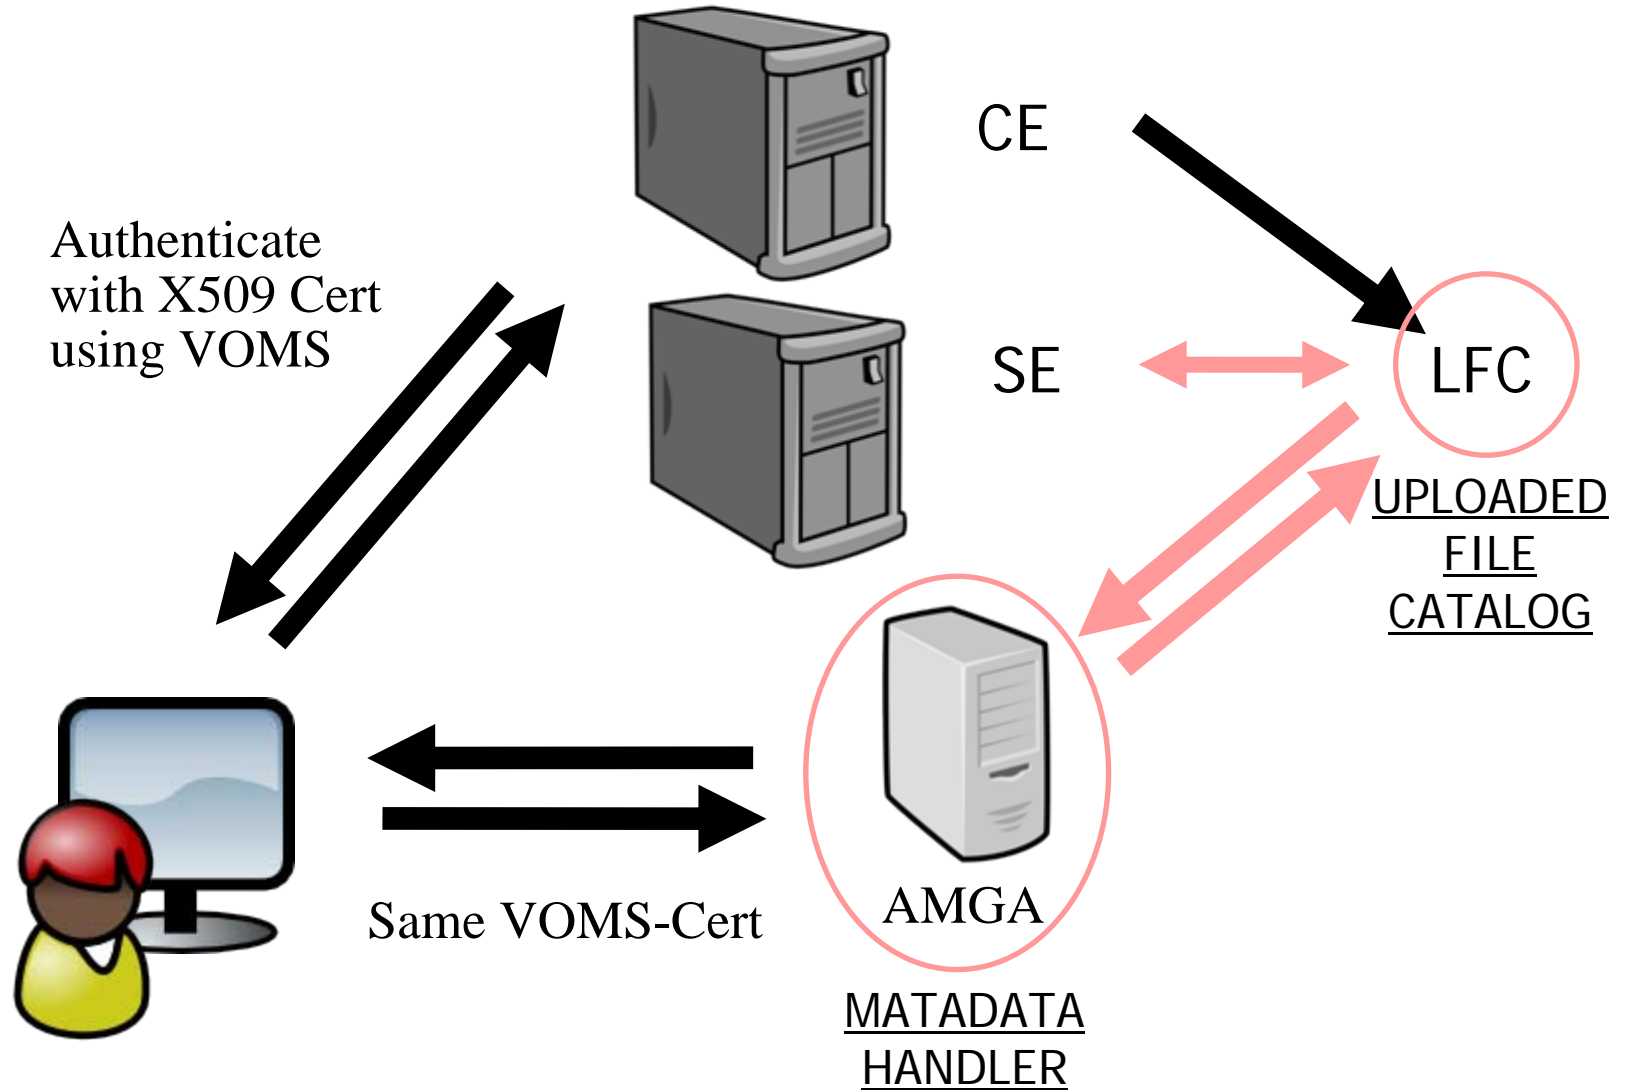 CE
Authenticate
with X509 Cert
using VOMS
SE
LFC
UPLOADED
FILE
CATALOG
Same VOMS-Cert
AMGA
MATADATA
HANDLER